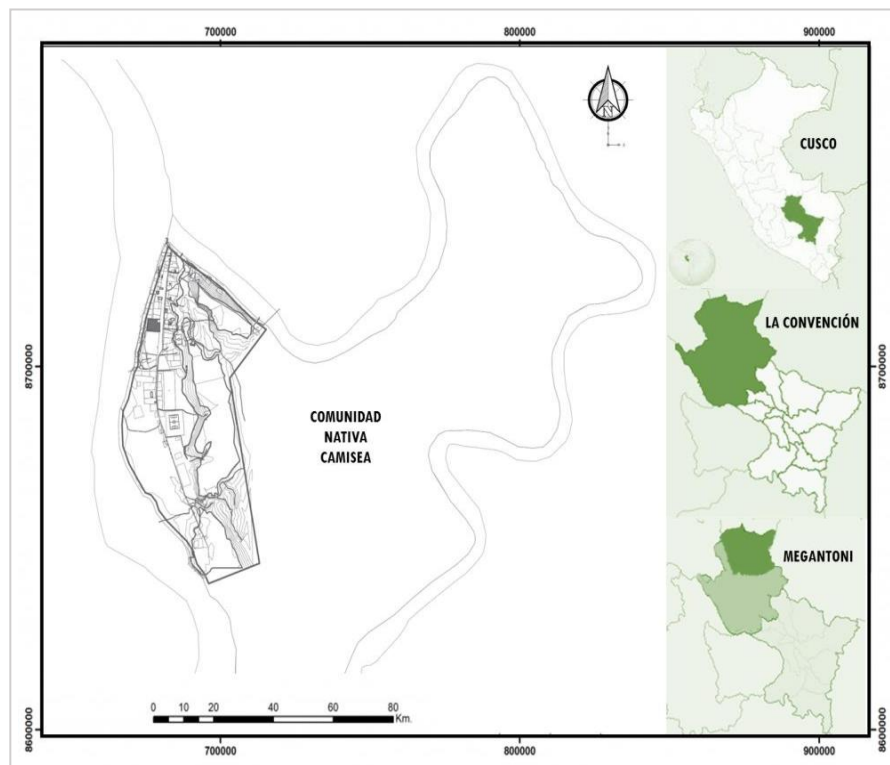 700000 800000 900000
N
CUSCO
LA CONVENCIÓN
8700000 8700000
COMUNIDAD
NATIVA
CAMISEA
MEGANTONI
0 5 10 20 40 60 80
Km.
8600000 8600000
700000 800000 900000